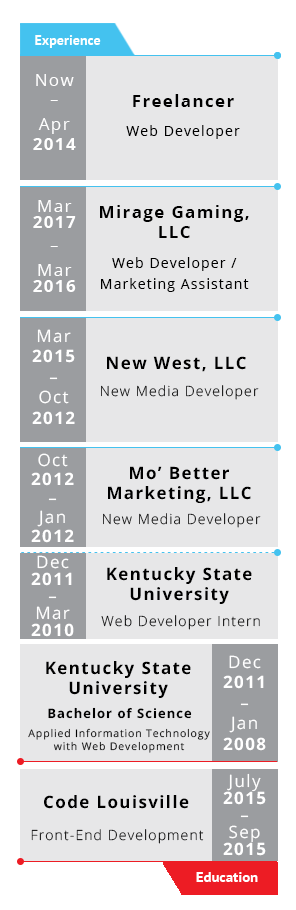 Experience
Now
–
Apr
2014
Freelancer
Web Developer
Mar
2017
–
Mar
2016
Mirage Gaming,
LLC
Web Developer /
Marketing Assistant
Mar
2015
–
Oct
2012
New West, LLC
New Media Developer
Oct
2012
–
Jan
2012
Mo’ Better
Marketing, LLC
New Media Developer
Dec
2011
–
Mar
2010
Kentucky State
University
Web Developer Intern
Kentucky State
University
Bachelor of Science
Applied Information Technology
with Web Development
Dec
2011
–
Jan
2008
Code Louisville
Front-End Development
July
2015
–
Sep
2015
Education